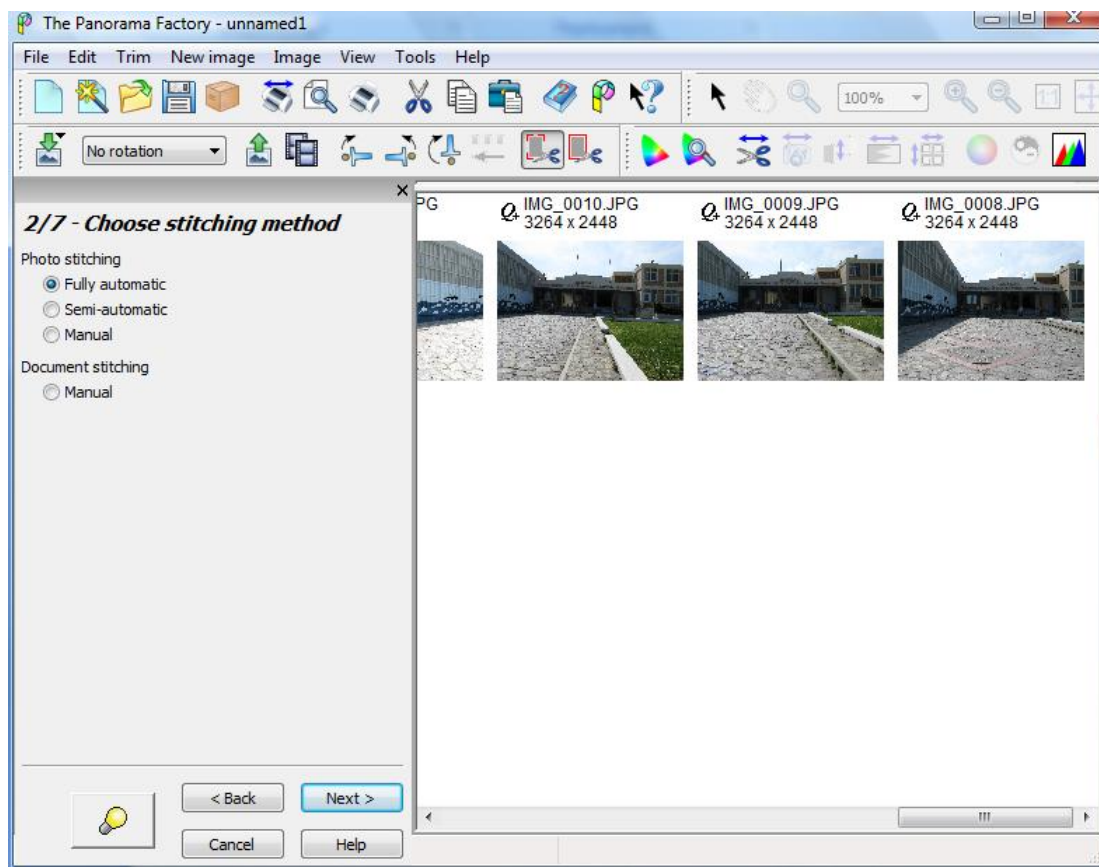 The Panorama Factory - unnamed1
File Edit Trim New image Image View Tools Help
100%
1:1
No rotation
2/7 - Choose stitching method
Photo stitching
Fully automatic
Semi-automatic
Manual
Document stitching
Manual
PG
IMG_0010.JPG
3264 x 2448
IMG_0009.JPG
3264 x 2448
IMG_0008.JPG
3264 x 2448
< Back Next >
Cancel Help